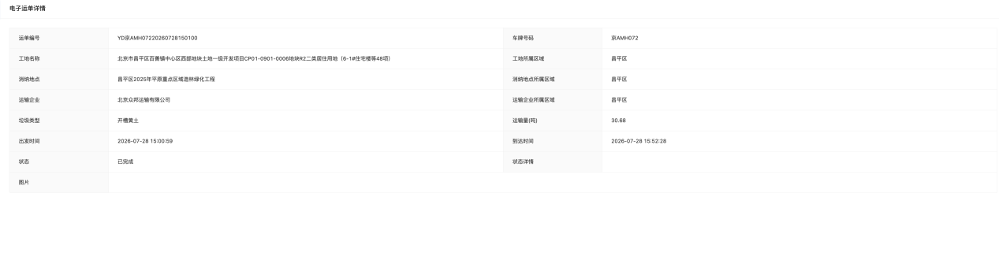 电子运单详情
运单编号 YD京AMH07220260728150100 车牌号码 京AMH072
工地名称 北京市昌平区百善镇中心区西部地块土地一级开发项目CP01-0901-0006地块R2二类居住用地（6-1#住宅楼等48项） 工地所属区域 昌平区
消纳地点 昌平区2025年平原重点区域造林绿化工程 消纳地点所属区域 昌平区
运输企业 北京众邦运输有限公司 运输企业所属区域 昌平区
垃圾类型 开槽黄土 运输量(吨) 30.68
出发时间 2026-07-28 15:00:59 到达时间 2026-07-28 15:52:28
状态 已完成 状态详情
图片